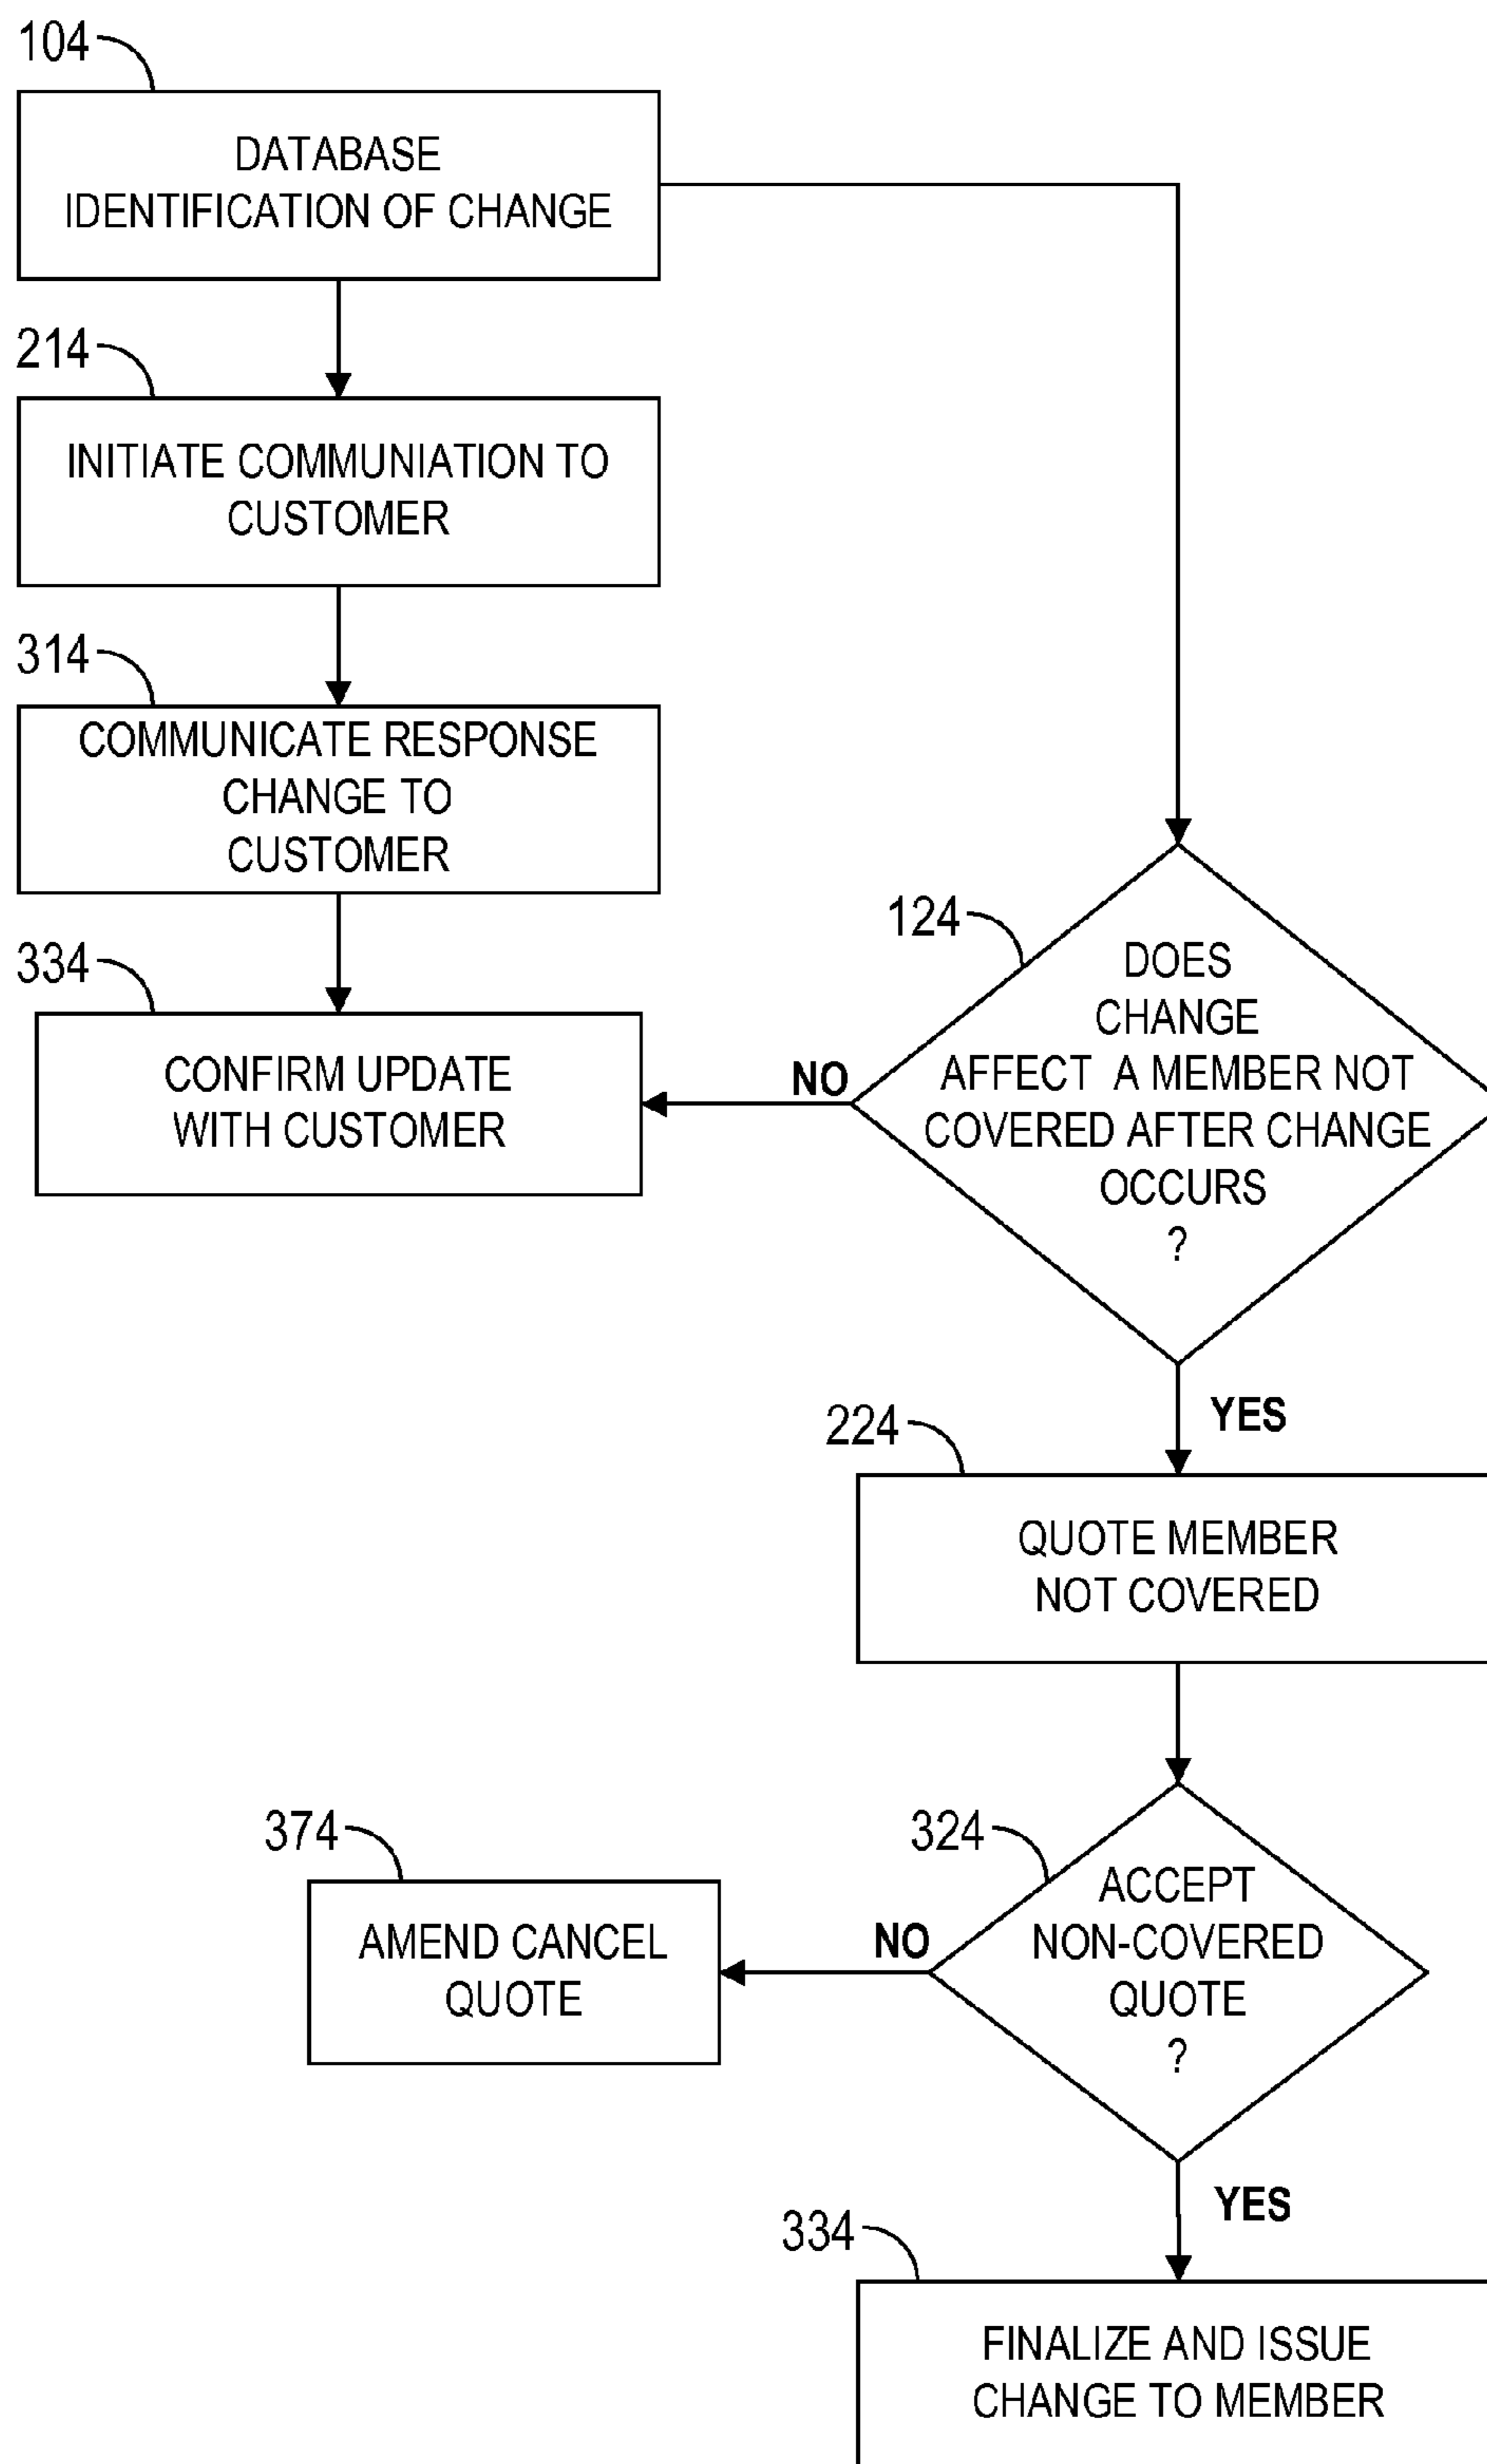 104
DATABASE
IDENTIFICATION OF CHANGE
214
INITIATE COMMUNIATION TO
CUSTOMER
314
COMMUNICATE RESPONSE
CHANGE TO
CUSTOMER
334
CONFIRM UPDATE
WITH CUSTOMER
124
DOES
CHANGE
AFFECT A MEMBER NOT
COVERED AFTER CHANGE
OCCURS
?
NO
YES
224
QUOTE MEMBER
NOT COVERED
324
ACCEPT
NON-COVERED
QUOTE
?
NO
374
AMEND CANCEL
QUOTE
YES
334
FINALIZE AND ISSUE
CHANGE TO MEMBER